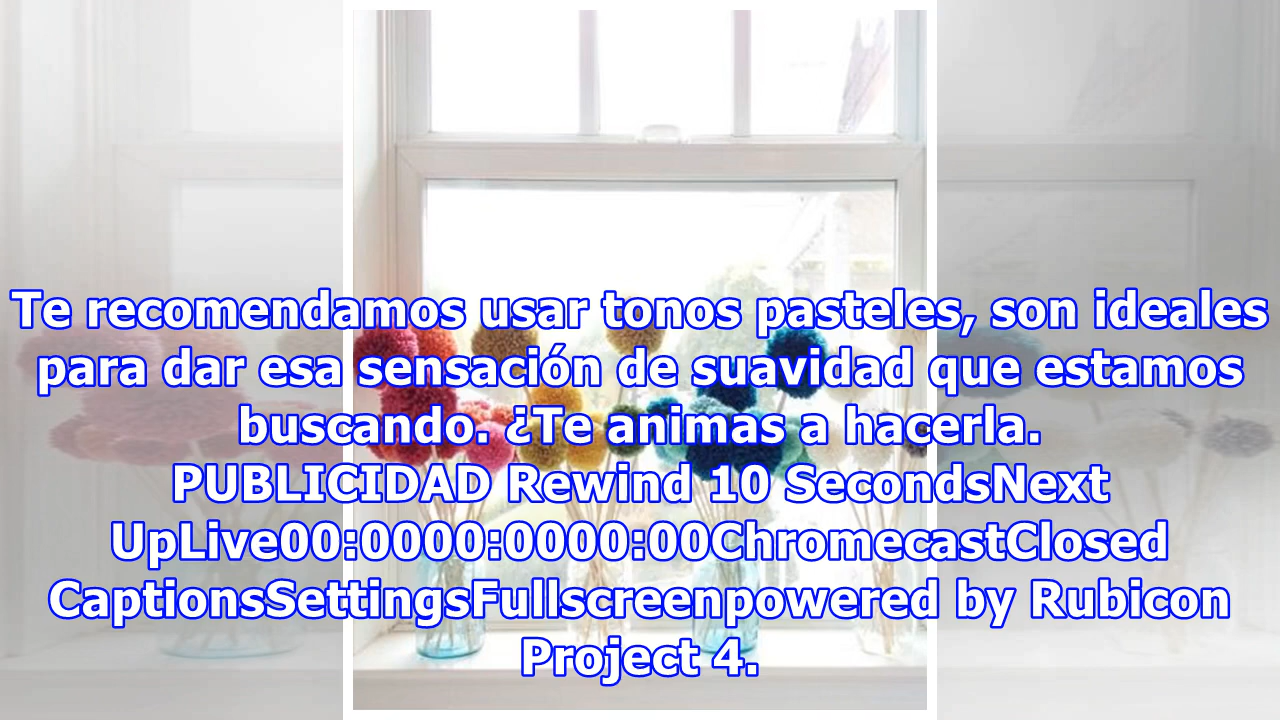 Te recomendamos usar tonos pasteles, son ideales
para dar esa sensación de suavidad que estamos
buscando. ¿Te animas a hacerla.
PUBLICIDAD Rewind 10 SecondsNext
UpLive00:0000:0000:00ChromecastClosed
CaptionsSettingsFullscreenpowered by Rubicon
Project 4.